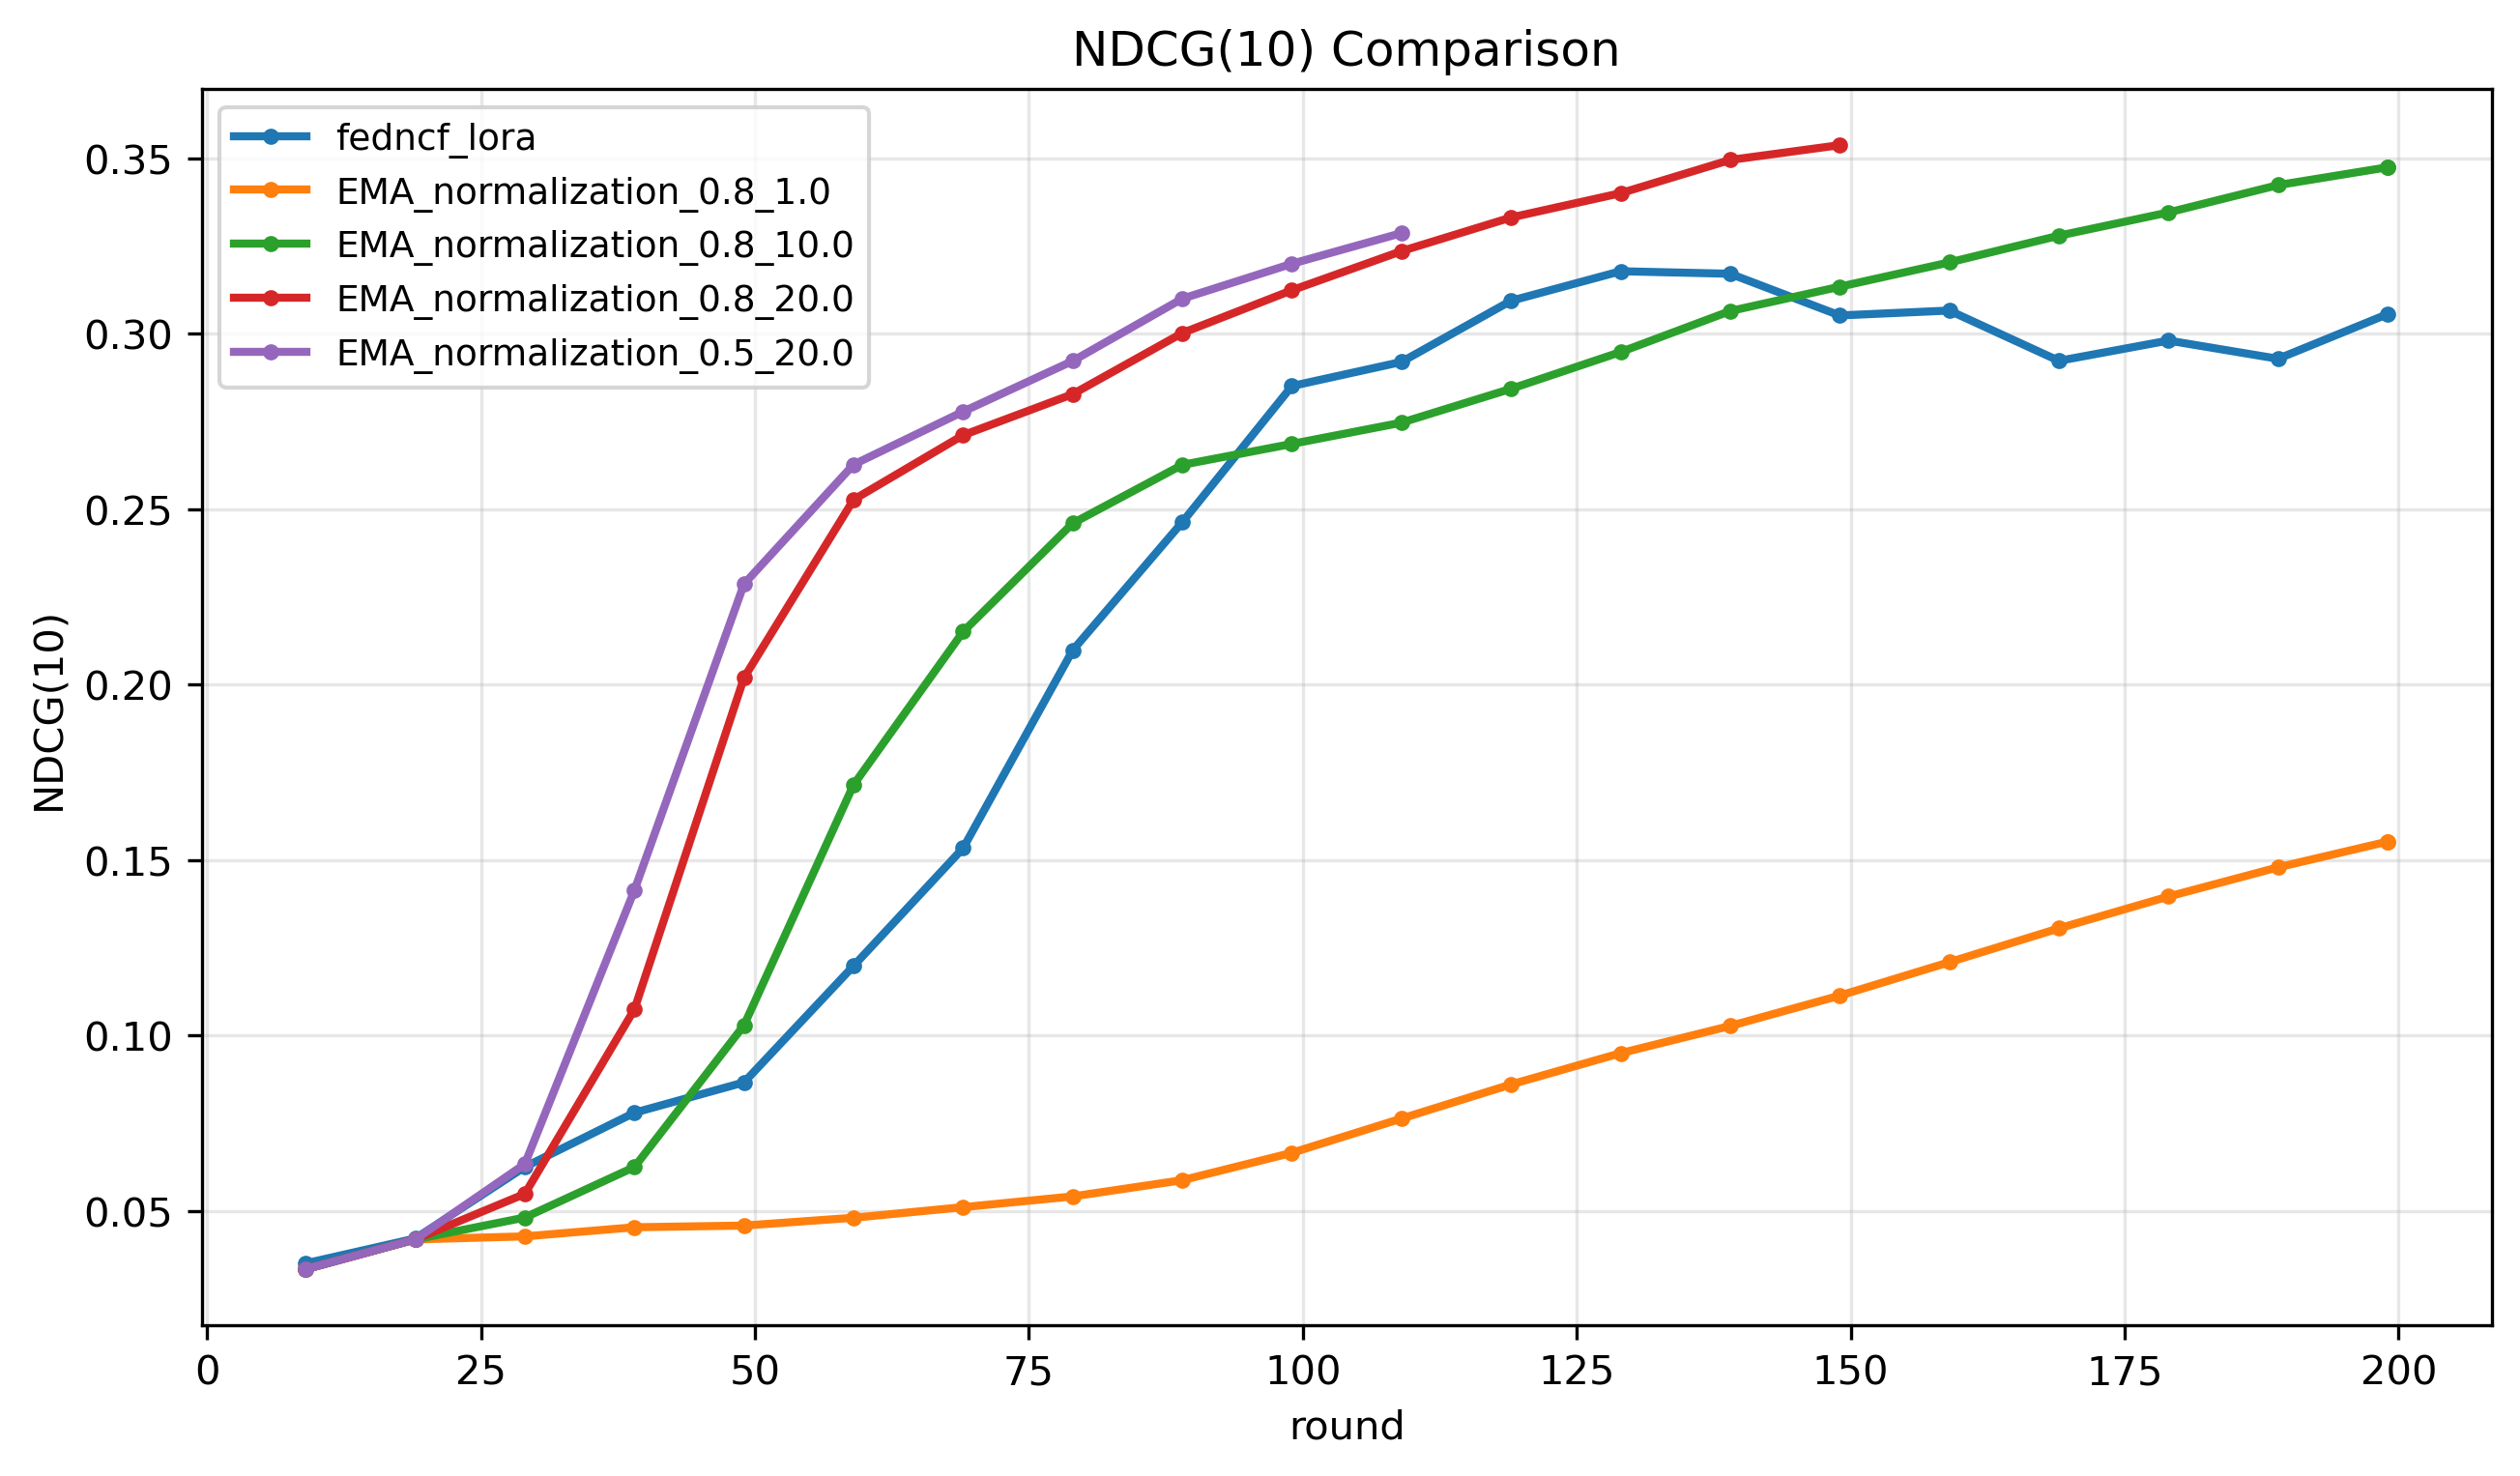 NDCG(10) Comparison
fedncf_lora
EMA_normalization_0.8_1.0
EMA_normalization_0.8_10.0
EMA_normalization_0.8_20.0
EMA_normalization_0.5_20.0
NDCG(10)
0.35
0.30
0.25
0.20
0.15
0.10
0.05
0 25 50 75 100 125 150 175 200
round